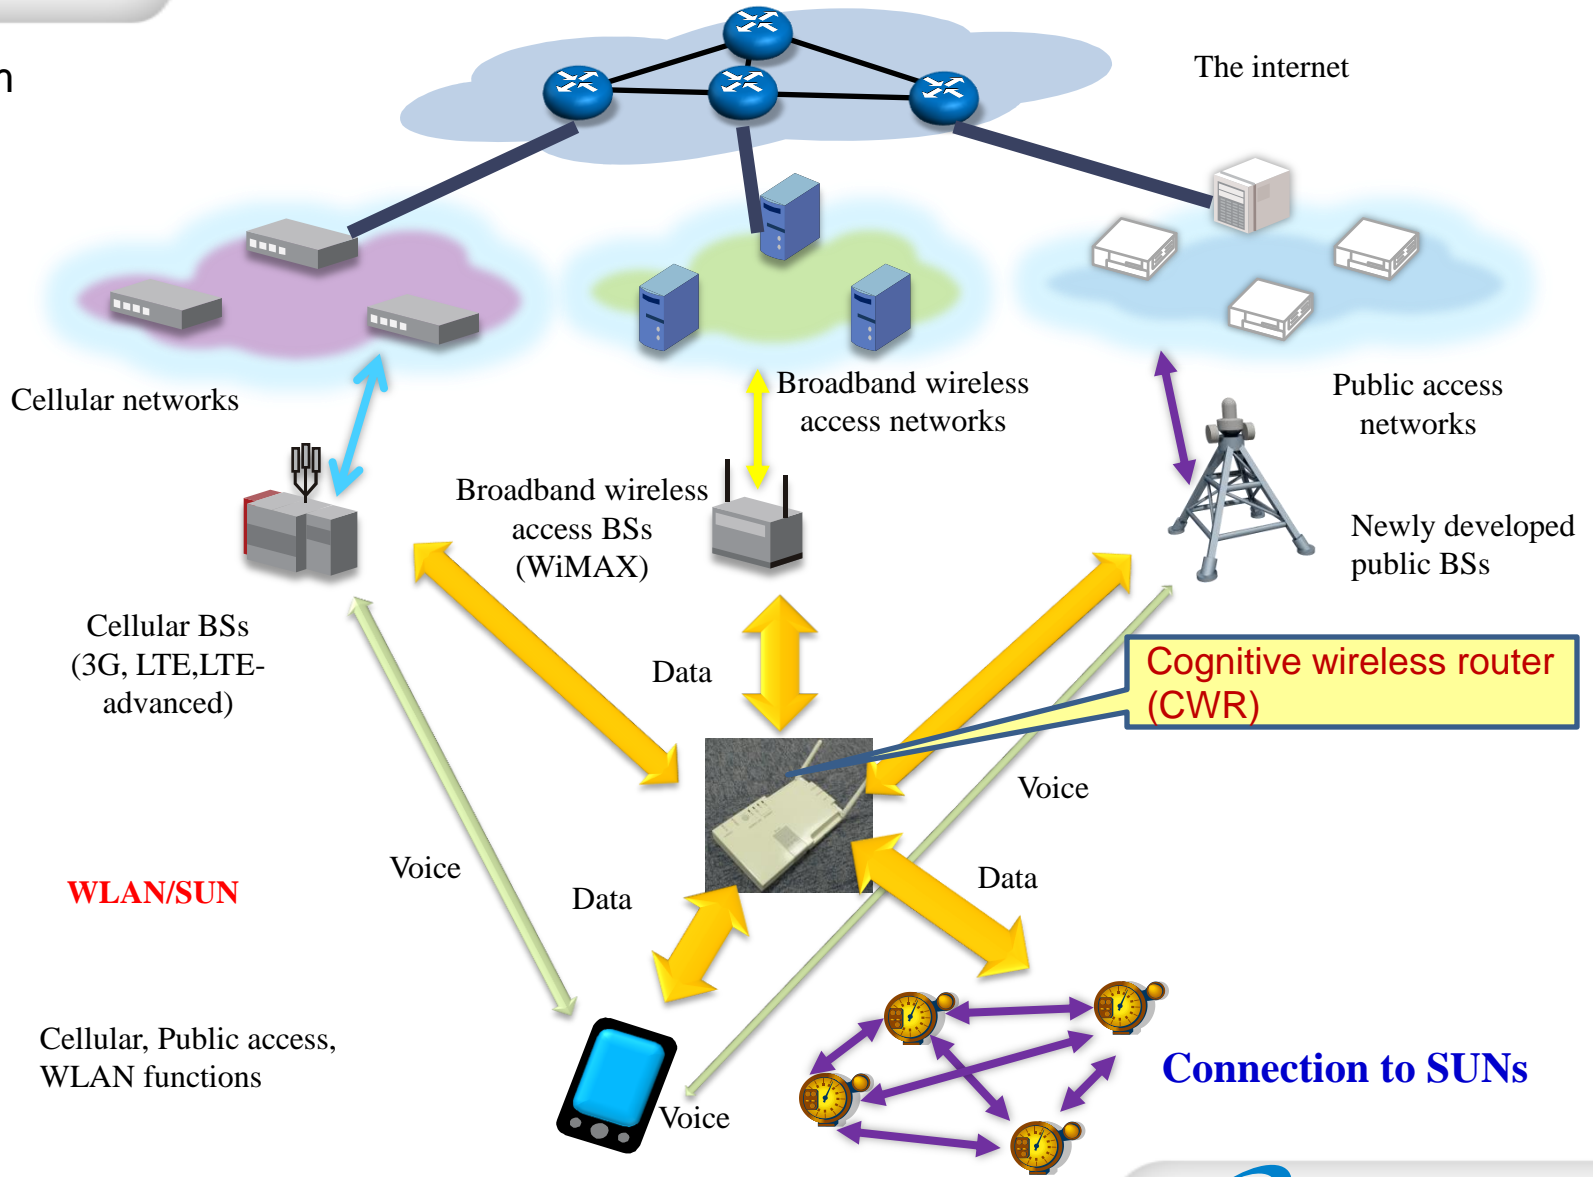 The internet
Cellular networks
Broadband wireless
access networks
Public access
networks
Broadband wireless
access BSs
(WiMAX)
Newly developed
public BSs
Cellular BSs
(3G, LTE,LTE-
advanced)
Data
Cognitive wireless router
(CWR)
Voice
Voice
Data
Data
WLAN/SUN
Cellular, Public access,
WLAN functions
Voice
Connection to SUNs